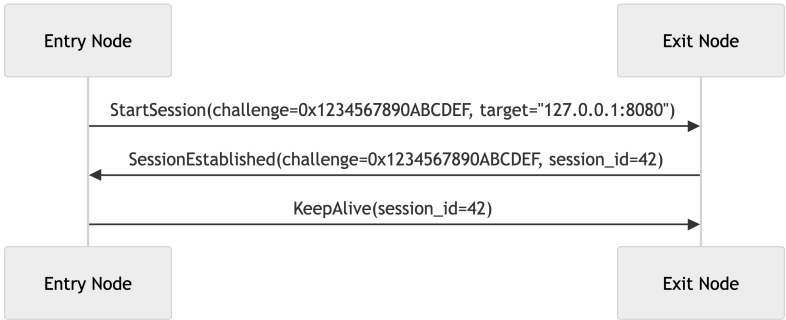 Entry Node
Exit Node
StartSession(challenge=0x1234567890ABCDEF, target="127.0.0.1:8080")
SessionEstablished(challenge=0x1234567890ABCDEF, session_id=42)
KeepAlive(session_id=42)
Entry Node
Exit Node